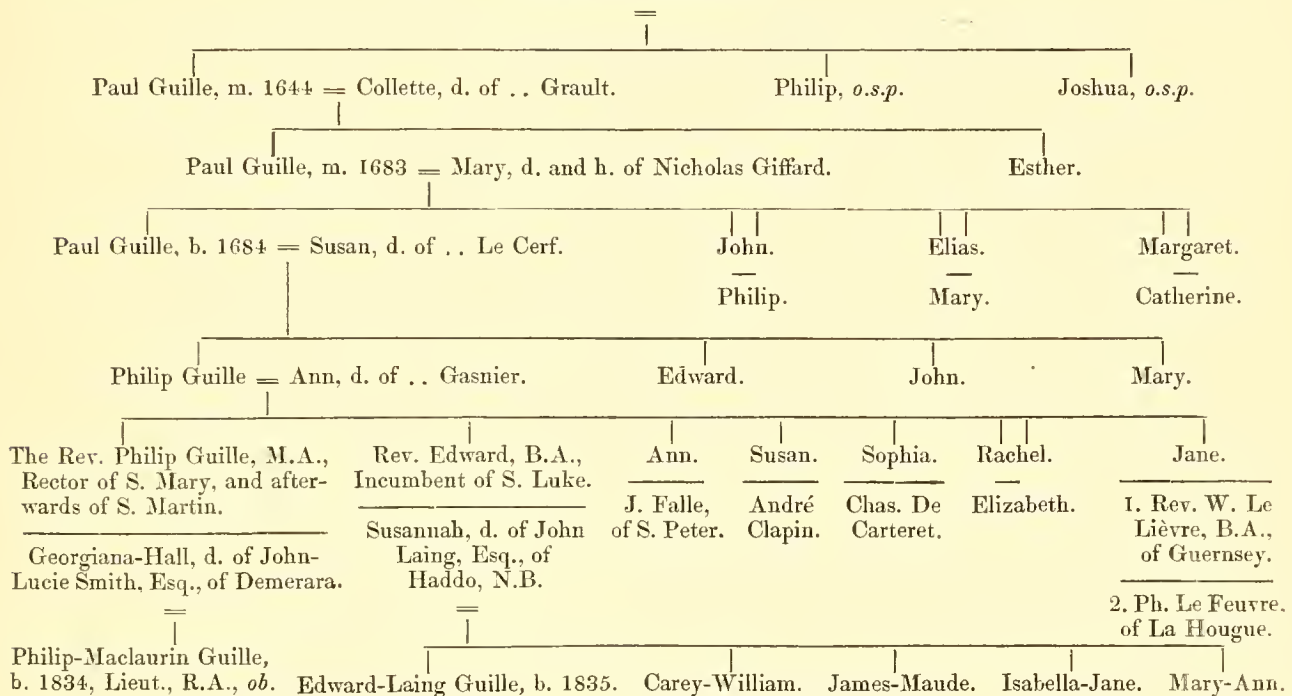 Paul Guille, m. 1644 = Collette, d. of .. Grault. Philip, o.s.p. Joshua, o.s.p.
Paul Guille, m. 1683 = Mary, d. and h. of Nicholas Giffard. Esther.
Paul Guille, b. 1684 = Susan, d. of .. Le Cerf. John. Elias. Margaret.
Philip. Mary. Catherine.
Philip Guille = Ann, d. of .. Gasnier. Edward. John. Mary.
The Rev. Philip Guille, M.A.,
Rector of S. Mary, and after-
wards of S. Martin.
Georgiana-Hall, d. of John-
Lucie Smith, Esq., of Demerara.
Rev. Edward, B.A.,
Incumbent of S. Luke.
Susannah, d. of John
Laing, Esq., of
Haddo, N.B.
Ann.
J. Falle,
of S. Peter.
Susan.
André
Clapin.
Sophia.
Chas. De
Carteret.
Rachel.
Elizabeth.
Jane.
1. Rev. W. Le
Lièvre, B.A.,
of Guernsey.
2. Ph. Le Feuvre,
of La Hougue.
Philip-Maclaurin Guille,
b. 1834, Lieut., R.A., ob.
Edward-Laing Guille, b. 1835. Carey-William. James-Maude. Isabella-Jane. Mary-Ann.